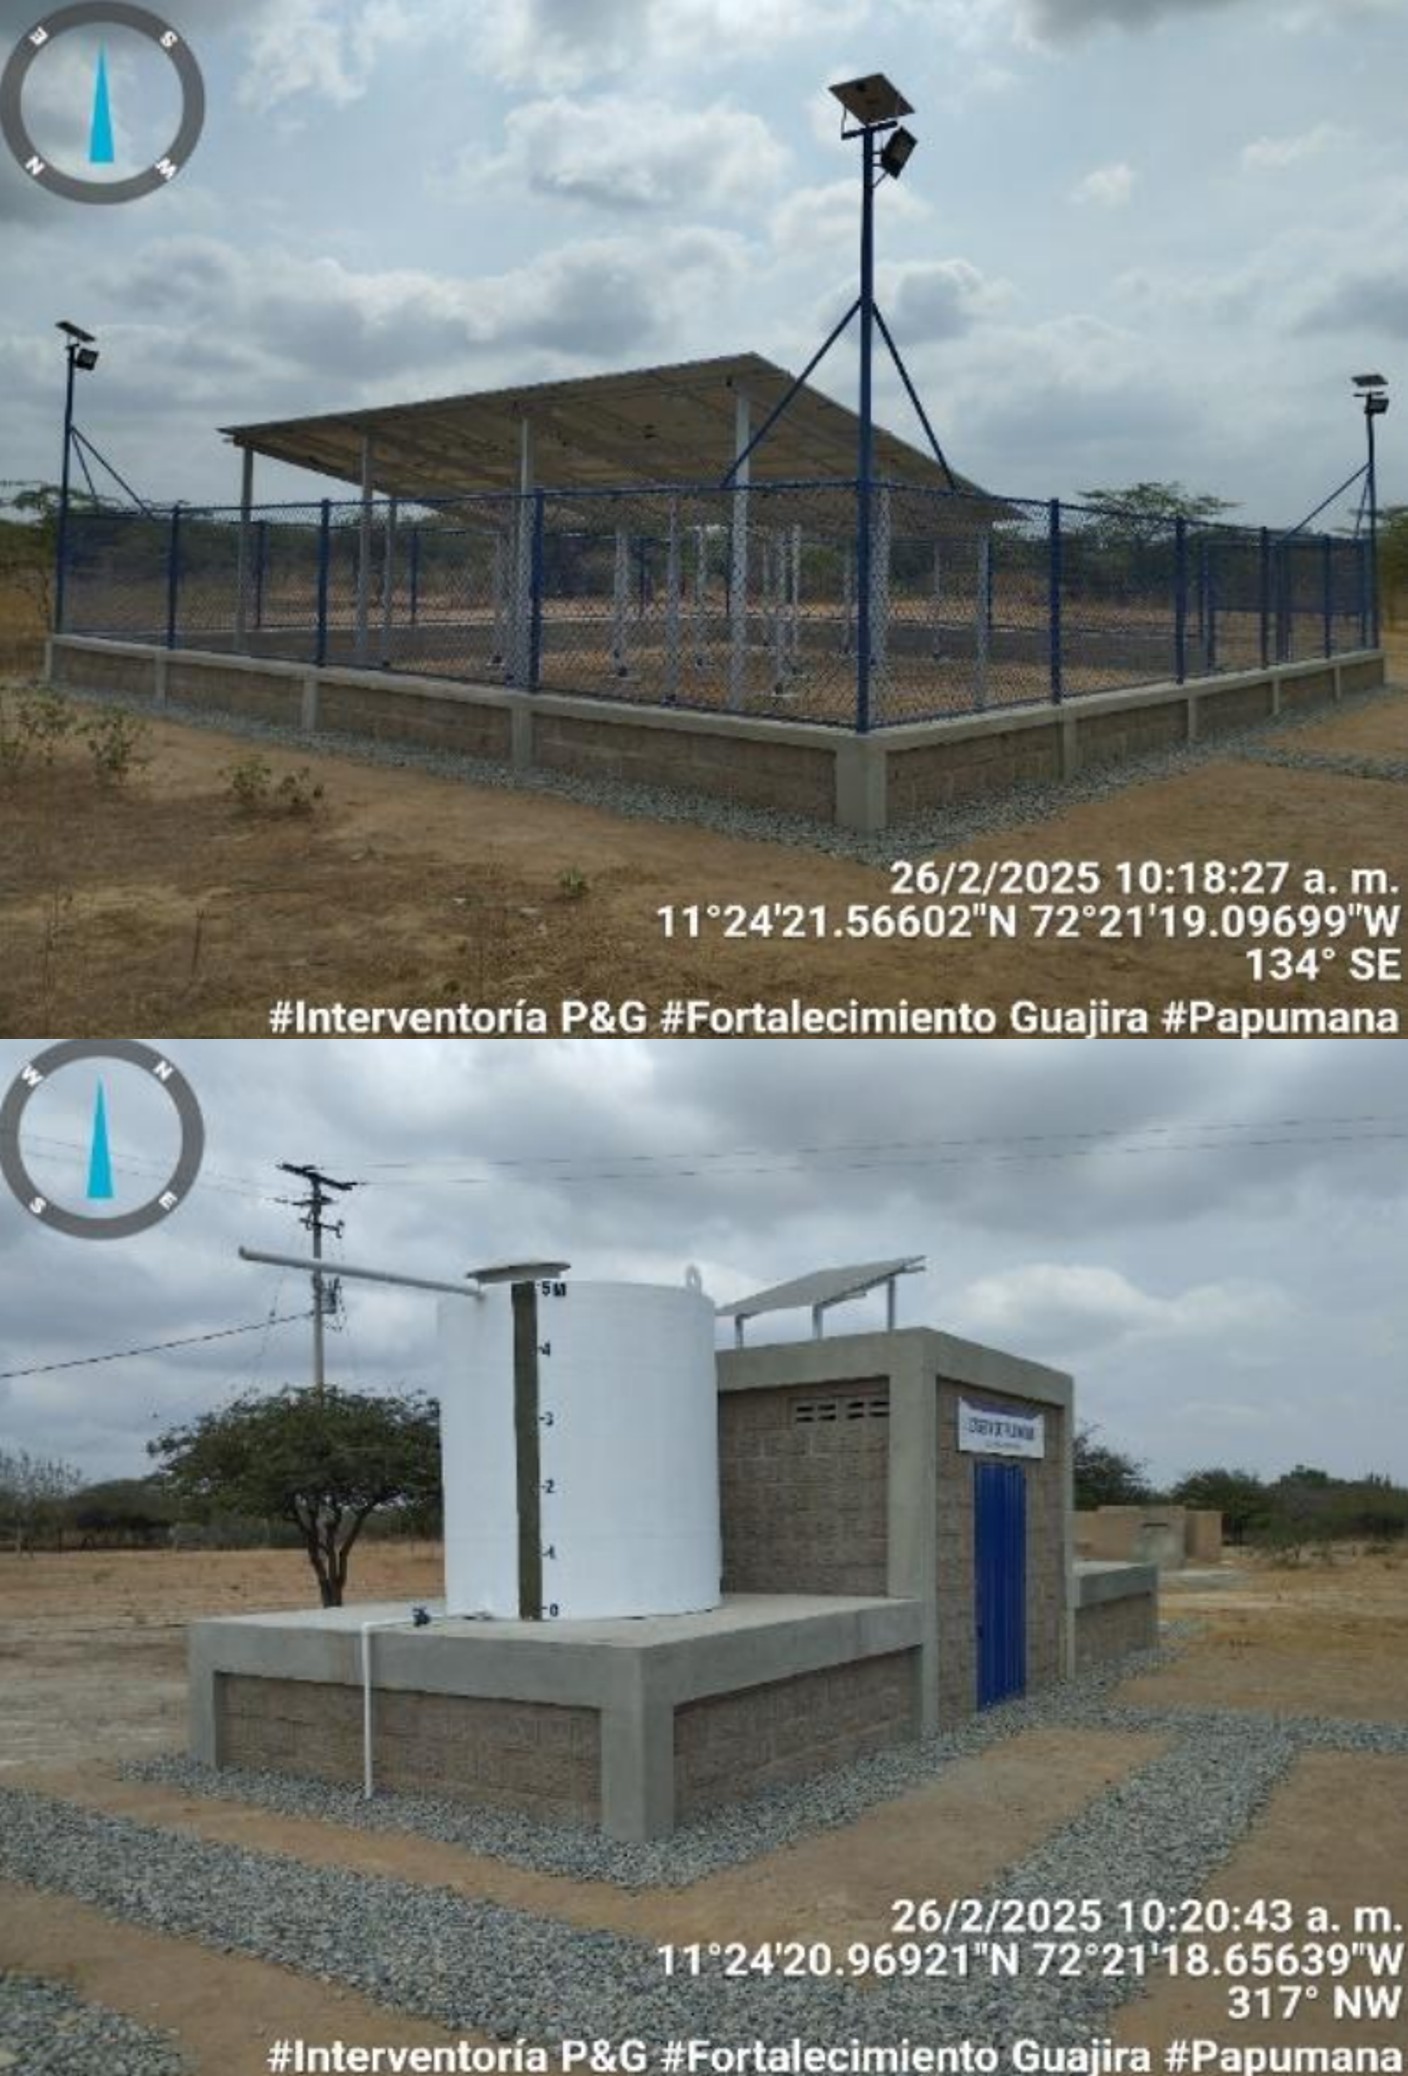 E
S
N
W
26/2/2025 10:18:27 a. m.
11°24'21.56602"N 72°21'19.09699"W
134° SE
#Interventoría P&G #Fortalecimiento Guajira #Papumana
W
N
S
E
5M
4
3
2
1
0
26/2/2025 10:20:43 a. m.
11°24'20.96921"N 72°21'18.65639"W
317° NW
#Interventoría P&G #Fortalecimiento Guajira #Papumana